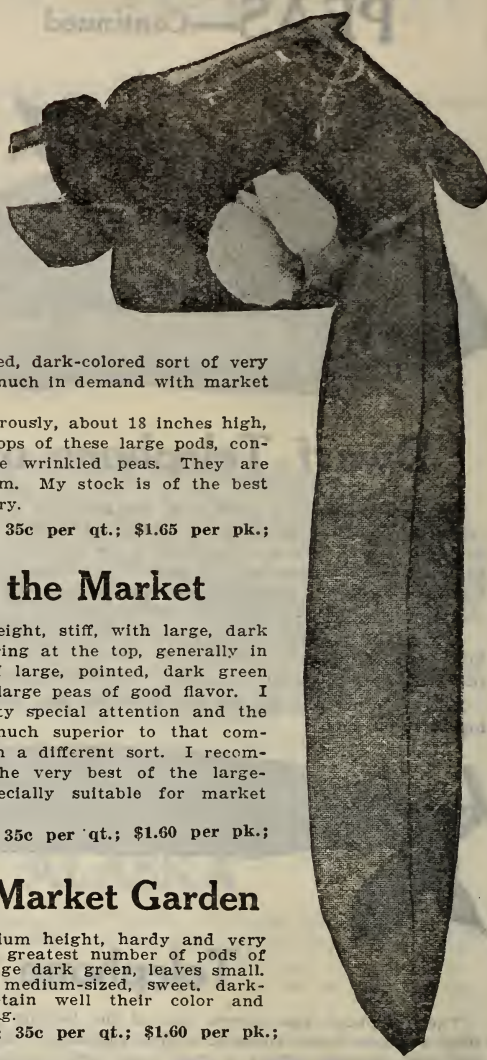 ed, dark-colored sort of very
much in demand with market
rously, about 18 inches high,
ops of these large pods, con-
e wrinkled peas. They are
m. My stock is of the best
ry.
35c per qt.; $1.65 per pk.;
the Market
eight, stiff, with large, dark
ring at the top, generally in
f large, pointed, dark green
large peas of good flavor. I
ty special attention and the
much superior to that com-
n a different sort. I recom-
he very best of the large-
ecially suitable for market
35c per qt.; $1.60 per pk.;
Market Garden
ium height, hardy and very
greatest number of pods of
ge dark green, leaves small.
medium-sized, sweet. dark-
tain well their color and
g.
35c per qt.; $1.60 per pk.;